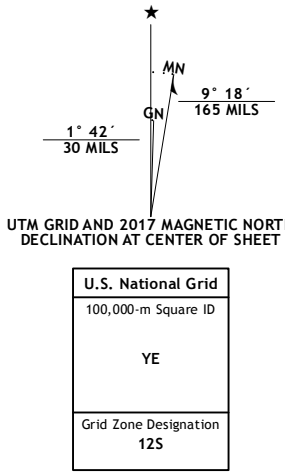 MN
9° 18´
165 MILS
GN
1° 42´
30 MILS
UTM GRID AND 2017 MAGNETIC NORT
DECLINATION AT CENTER OF SHEET
U.S. National Grid
100,000-m Square ID
YE
Grid Zone Designation
12S